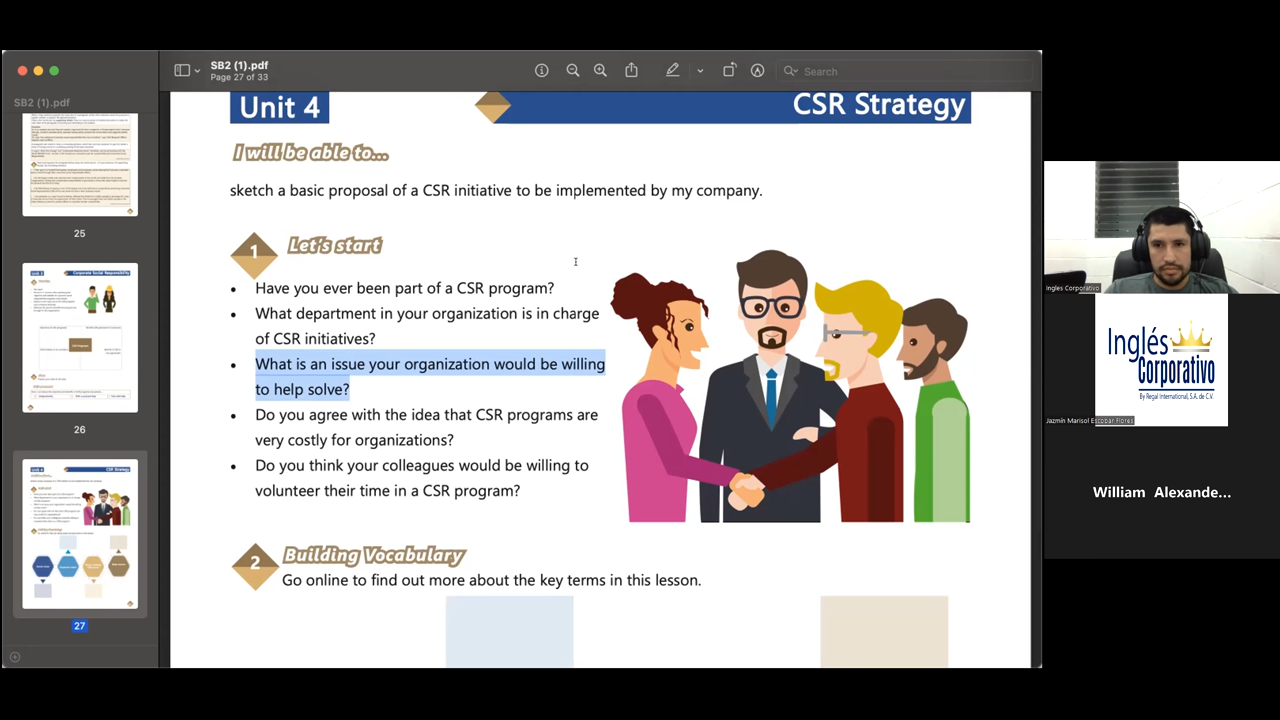 SB2 (1).pdf
Page 27 of 33
Search
SB2 (1).pdf
25
26
27
Unit 4
CSR Strategy
I will be able to...
sketch a basic proposal of a CSR initiative to be implemented by my company.
1
Let's start
• Have you ever been part of a CSR program?
• What department in your organization is in charge
of CSR initiatives?
• What is an issue your organization would be willing
to help solve?
• Do you agree with the idea that CSR programs are
very costly for organizations?
• Do you think your colleagues would be willing to
volunteer their time in a CSR program?
2
Building Vocabulary
Go online to find out more about the key terms in this lesson.
Ingles Corporativo
Inglés
Corporativo
By Regal International, S.A. de C.V.
Jazmín Marisol Escobar Flores
William Alexande...